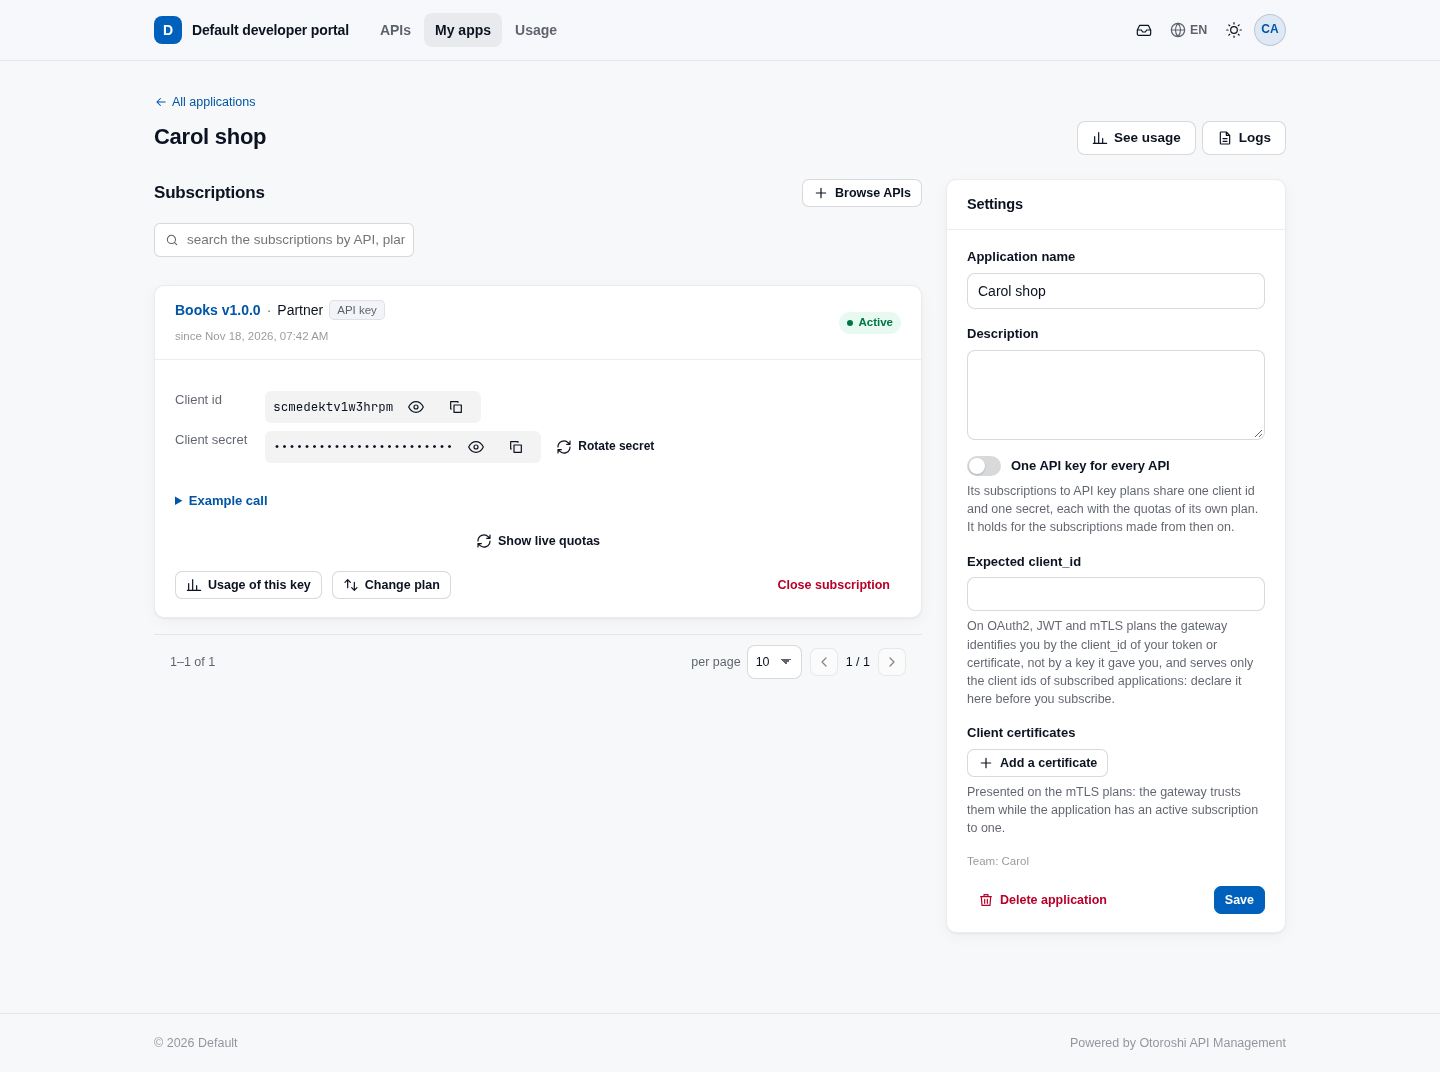 D Default developer portal APIs My apps Usage EN CA
All applications
Carol shop
See usage Logs
Subscriptions
Browse APIs
search the subscriptions by API, plan
Books v1.0.0 · Partner API key
since Nov 18, 2026, 07:42 AM
Active
Client id scmedektv1w3hrpm
Client secret •••••••••••••••••••••••• Rotate secret
Example call
Show live quotas
Usage of this key Change plan Close subscription
1–1 of 1 per page 10 1 / 1
Settings
Application name
Carol shop
Description
One API key for every API
Its subscriptions to API key plans share one client id
and one secret, each with the quotas of its own plan.
It holds for the subscriptions made from then on.
Expected client_id
On OAuth2, JWT and mTLS plans the gateway
identifies you by the client_id of your token or
certificate, not by a key it gave you, and serves only
the client ids of subscribed applications: declare it
here before you subscribe.
Client certificates
Add a certificate
Presented on the mTLS plans: the gateway trusts
them while the application has an active subscription
to one.
Team: Carol
Delete application Save
© 2026 Default Powered by Otoroshi API Management